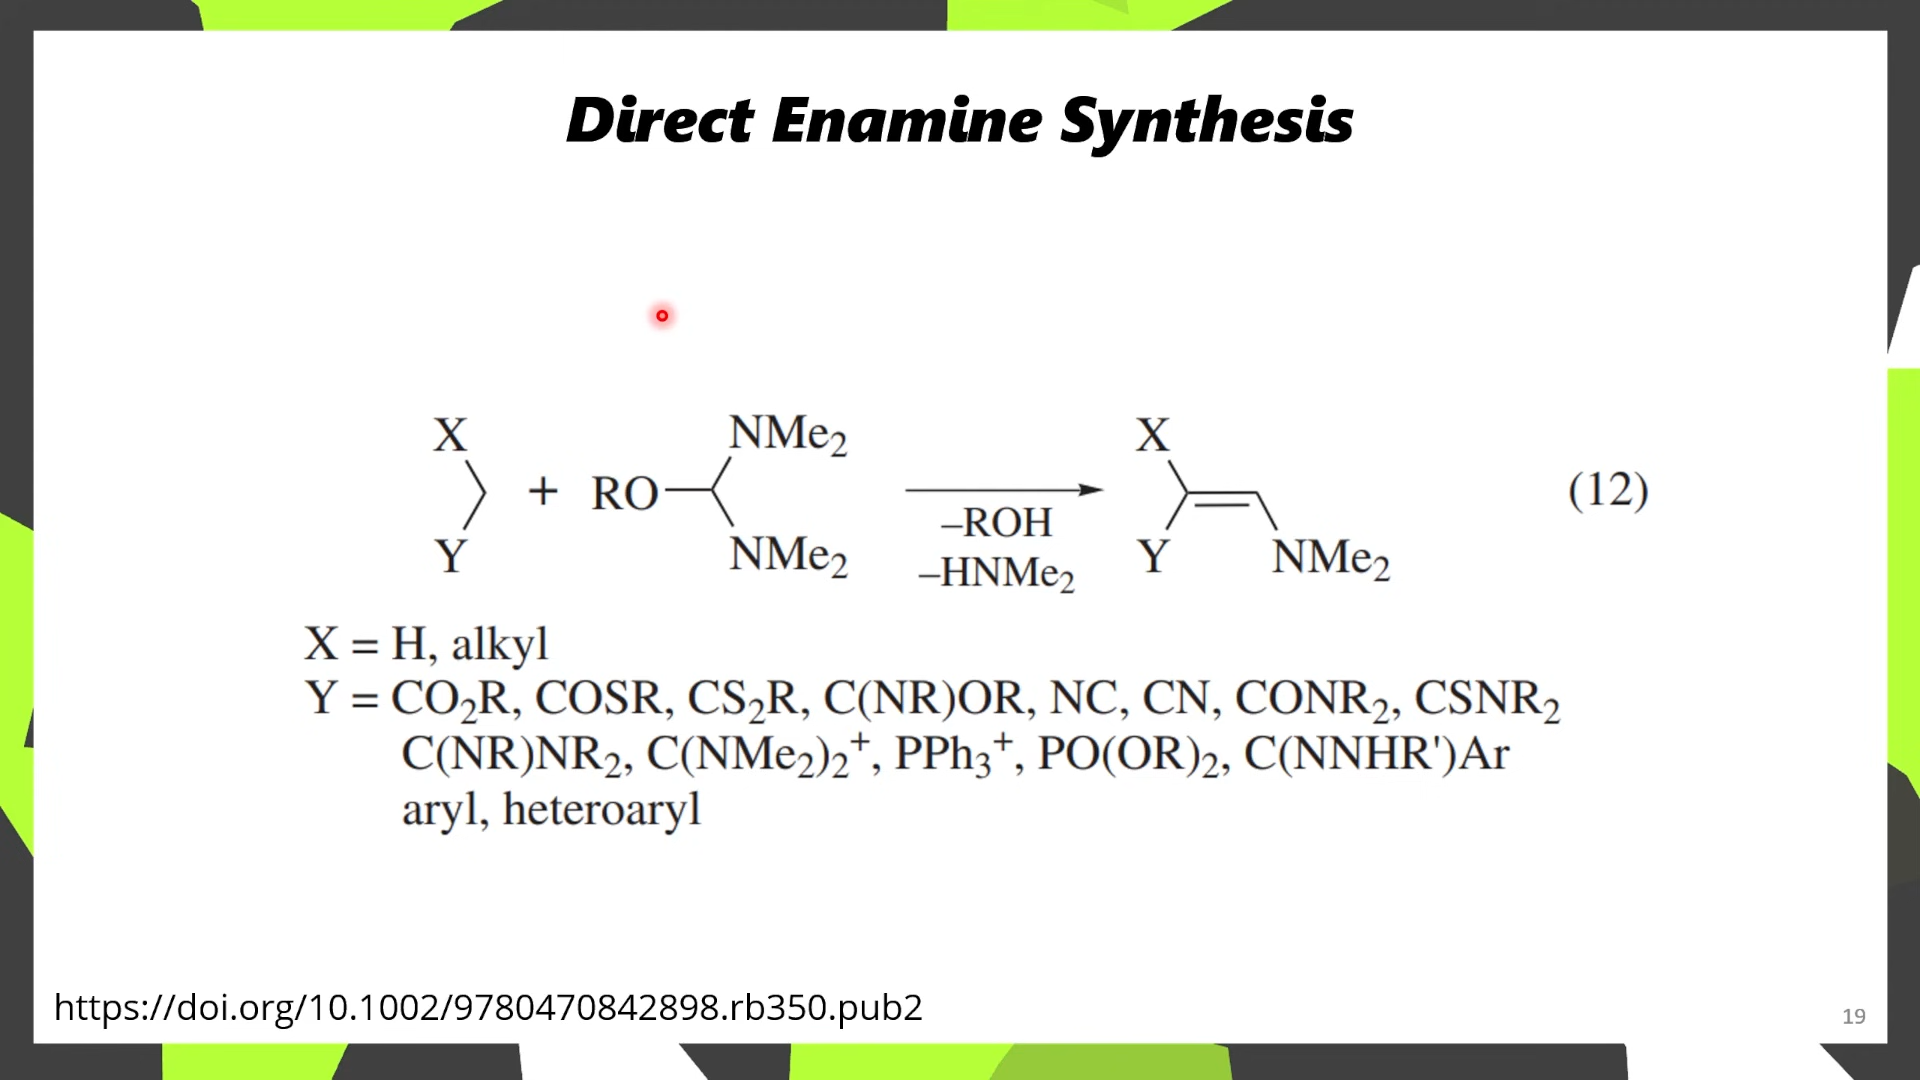 Direct Enamine Synthesis
X NMe₂ X
+ RO (12)
–ROH
Y NMe₂ –HNMe₂ Y NMe₂
X = H, alkyl
Y = CO₂R, COSR, CS₂R, C(NR)OR, NC, CN, CONR₂, CSNR₂
C(NR)NR₂, C(NMe₂)₂⁺, PPh₃⁺, PO(OR)₂, C(NNHR')Ar
aryl, heteroaryl
https://doi.org/10.1002/9780470842898.rb350.pub2
19